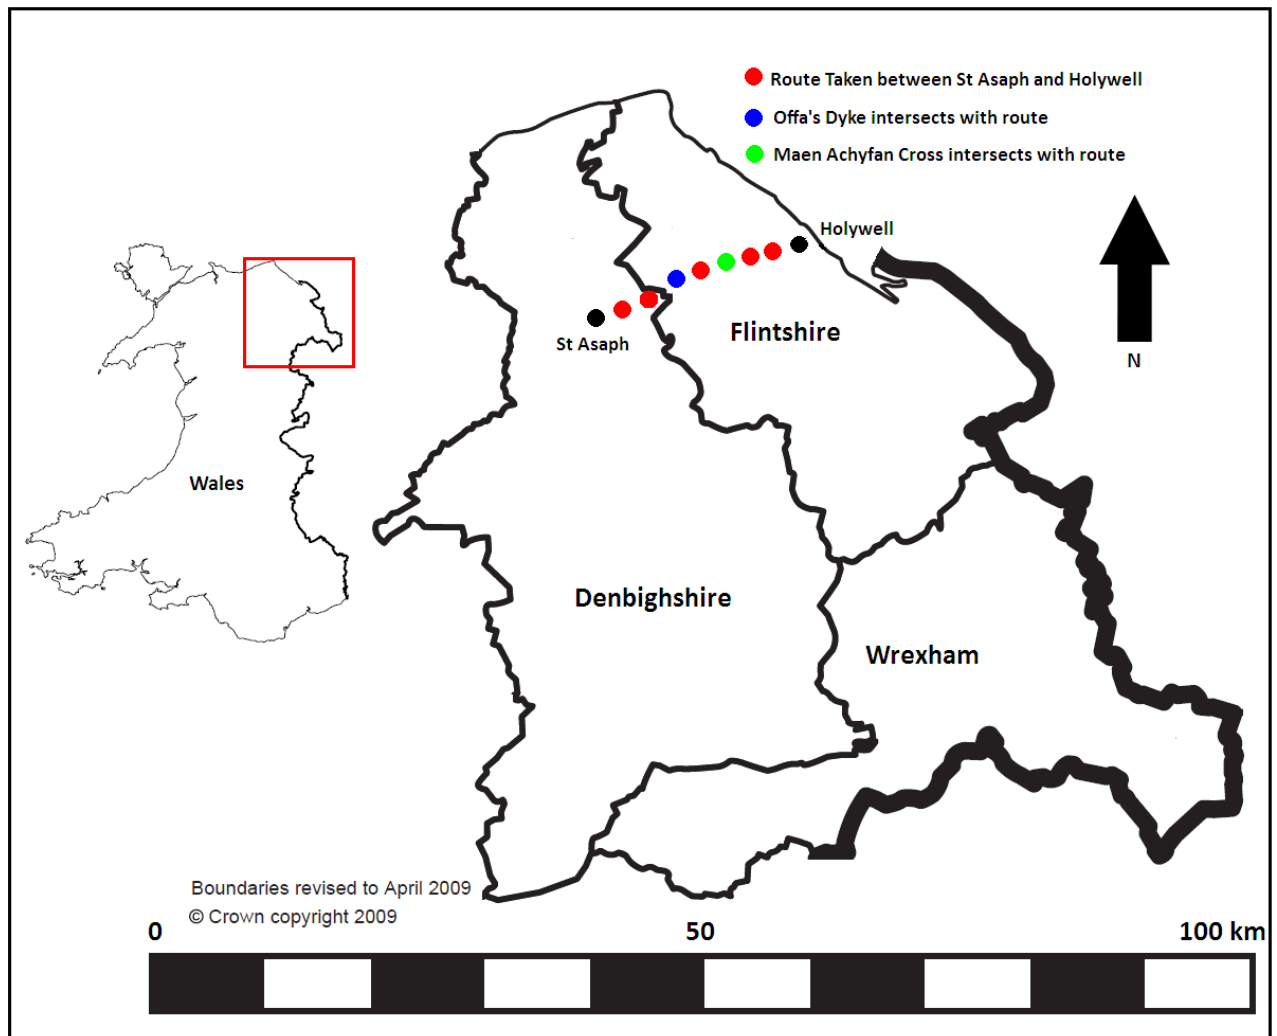 Route Taken between St Asaph and Holywell
Offa's Dyke intersects with route
Maen Achyfan Cross intersects with route
Holywell
Flintshire
St Asaph
N
Wales
Denbighshire
Wrexham
Boundaries revised to April 2009
© Crown copyright 2009
0 50 100 km